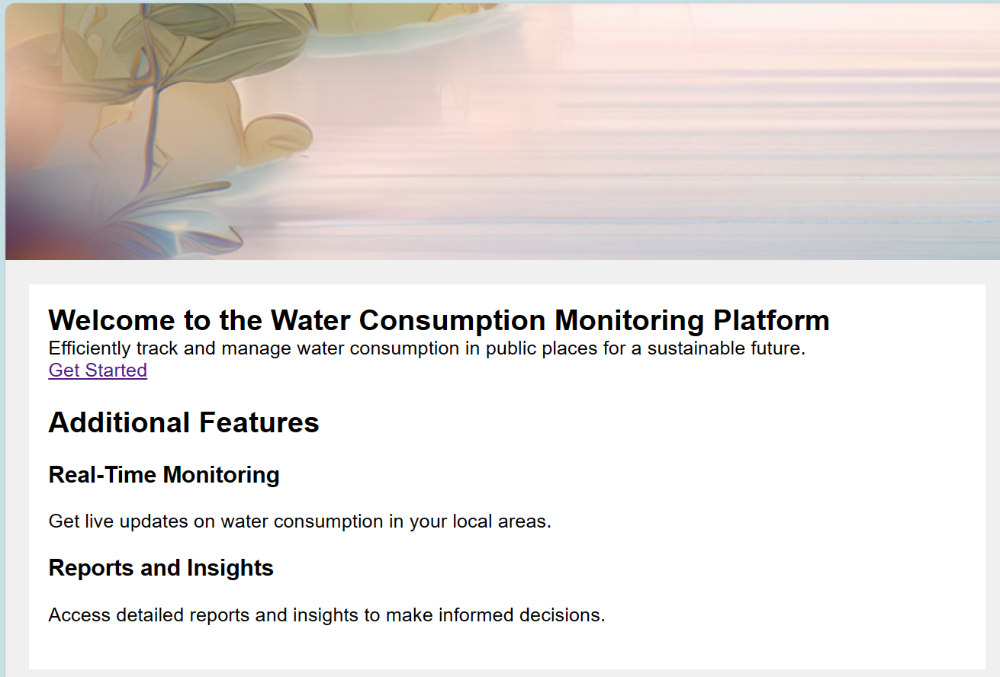 Welcome to the Water Consumption Monitoring Platform
Efficiently track and manage water consumption in public places for a sustainable future.
Get Started
Additional Features
Real-Time Monitoring
Get live updates on water consumption in your local areas.
Reports and Insights
Access detailed reports and insights to make informed decisions.